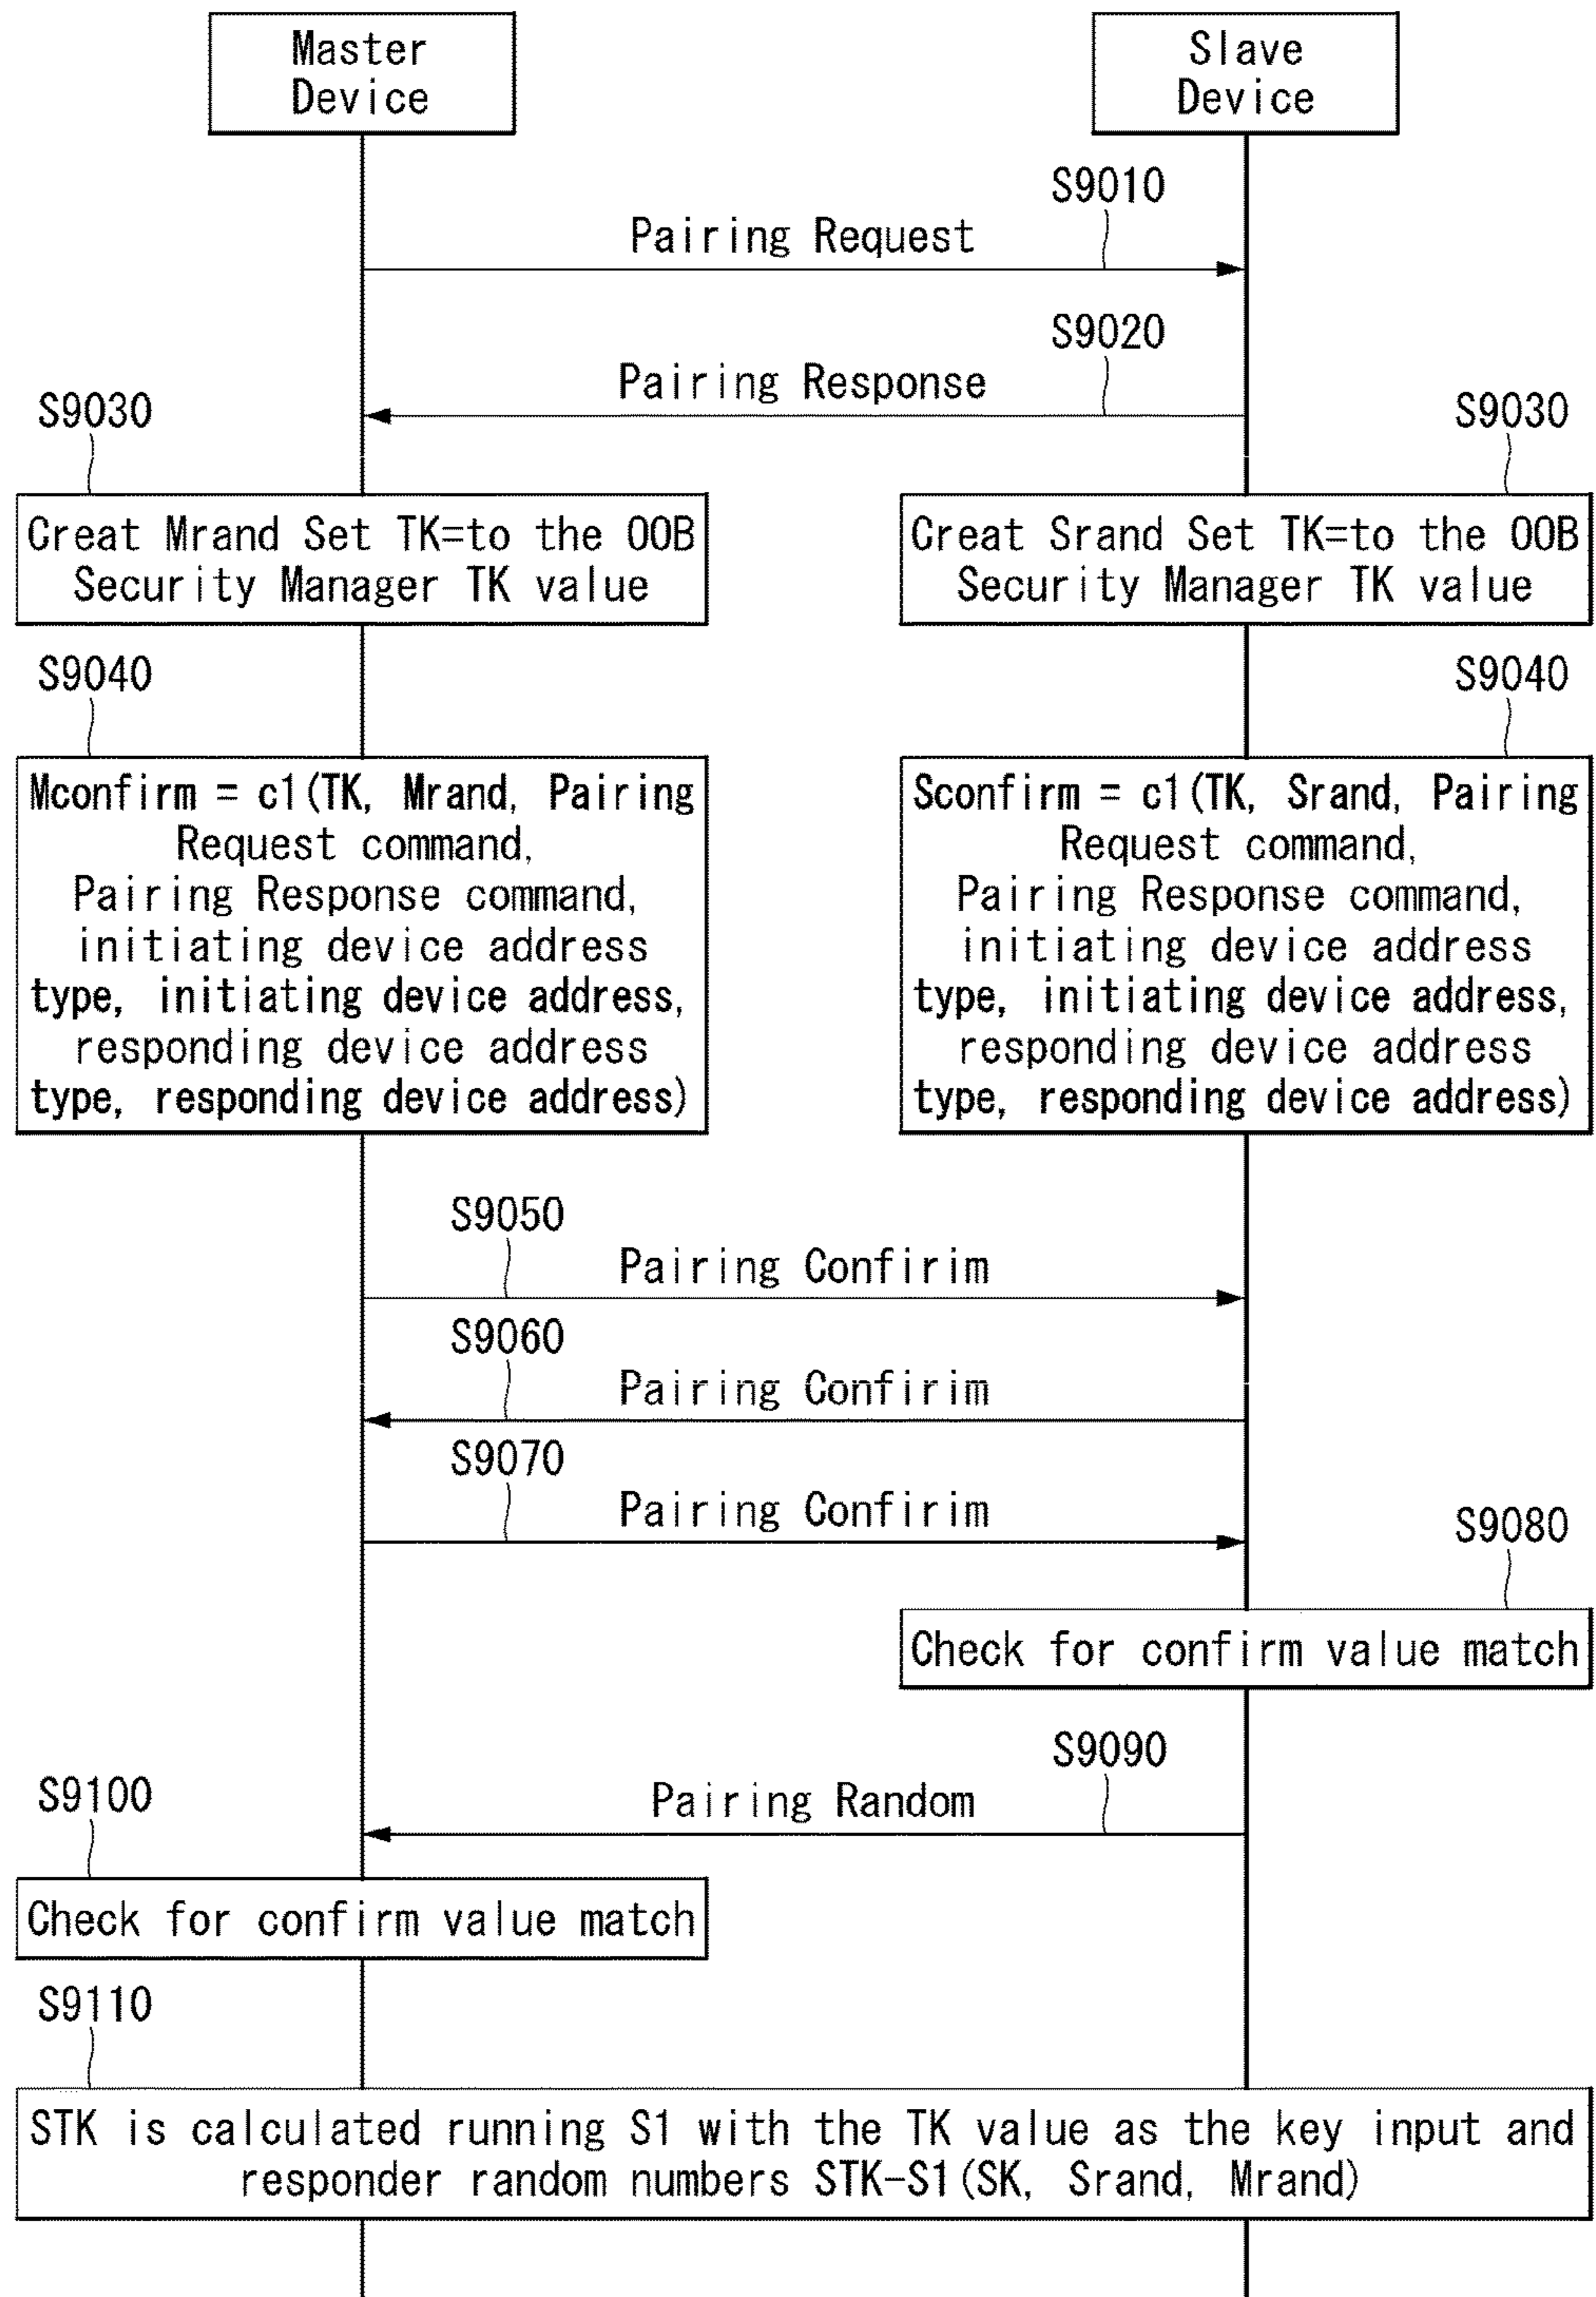 Master
Device
Slave
Device
S9010
Pairing Request
S9020
Pairing Response
S9030
S9030
Creat Mrand Set TK=to the OOB
Security Manager TK value
Creat Srand Set TK=to the OOB
Security Manager TK value
S9040
S9040
Mconfirm = c1(TK, Mrand, Pairing
Request command,
Pairing Response command,
initiating device address
type, initiating device address,
responding device address
type, responding device address)
Sconfirm = c1(TK, Srand, Pairing
Request command,
Pairing Response command,
initiating device address
type, initiating device address,
responding device address
type, responding device address)
S9050
Pairing Confirim
S9060
Pairing Confirim
S9070
Pairing Confirim
S9080
Check for confirm value match
S9090
Pairing Random
S9100
Check for confirm value match
S9110
STK is calculated running S1 with the TK value as the key input and
responder random numbers STK-S1(SK, Srand, Mrand)